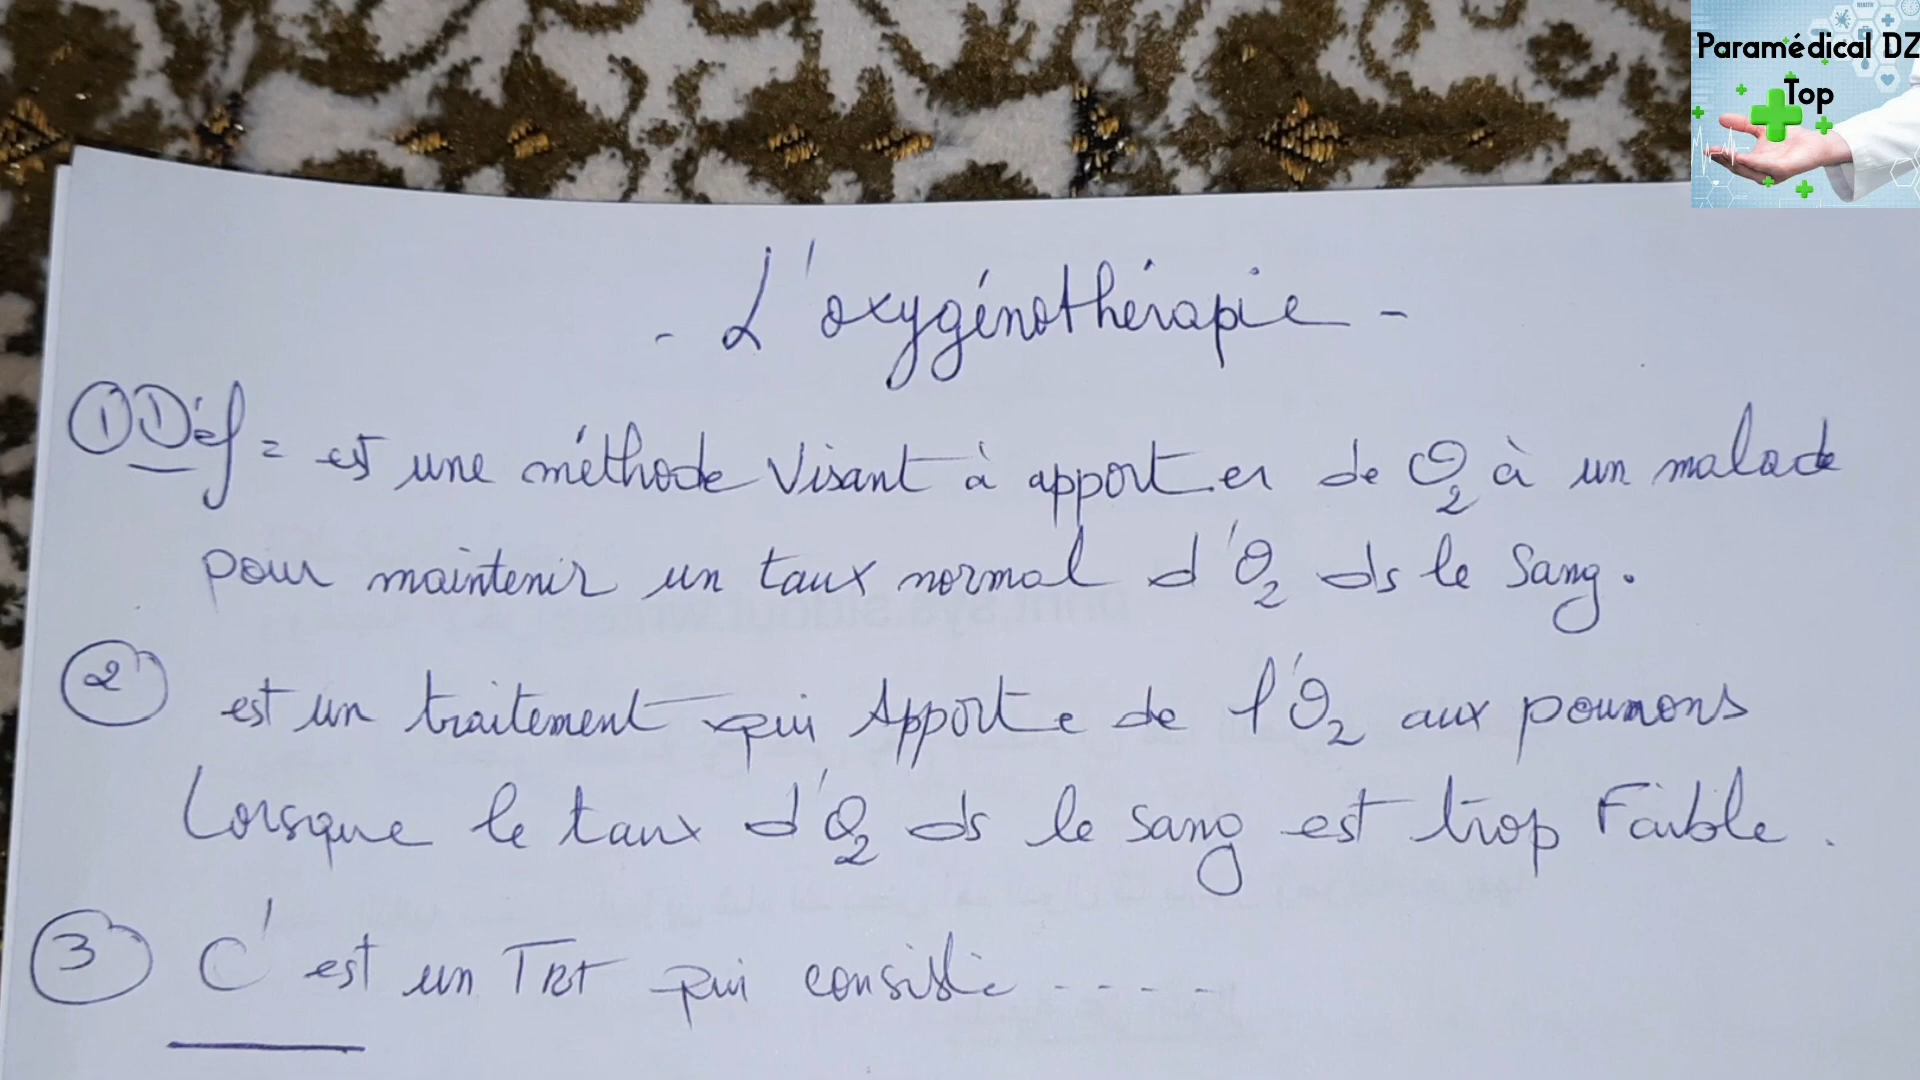 Paramédical DZ
Top
- L'oxygénothérapie -
① Déf = est une méthode visant à apporter de O₂ à un malade
pour maintenir un taux normal d'O₂ ds le sang.
② est un traitement qui Apporte de l'O₂ aux poumons
Lorsque le taux d'O₂ ds le sang est trop Faible.
③ C'est un TRT qui consiste ----